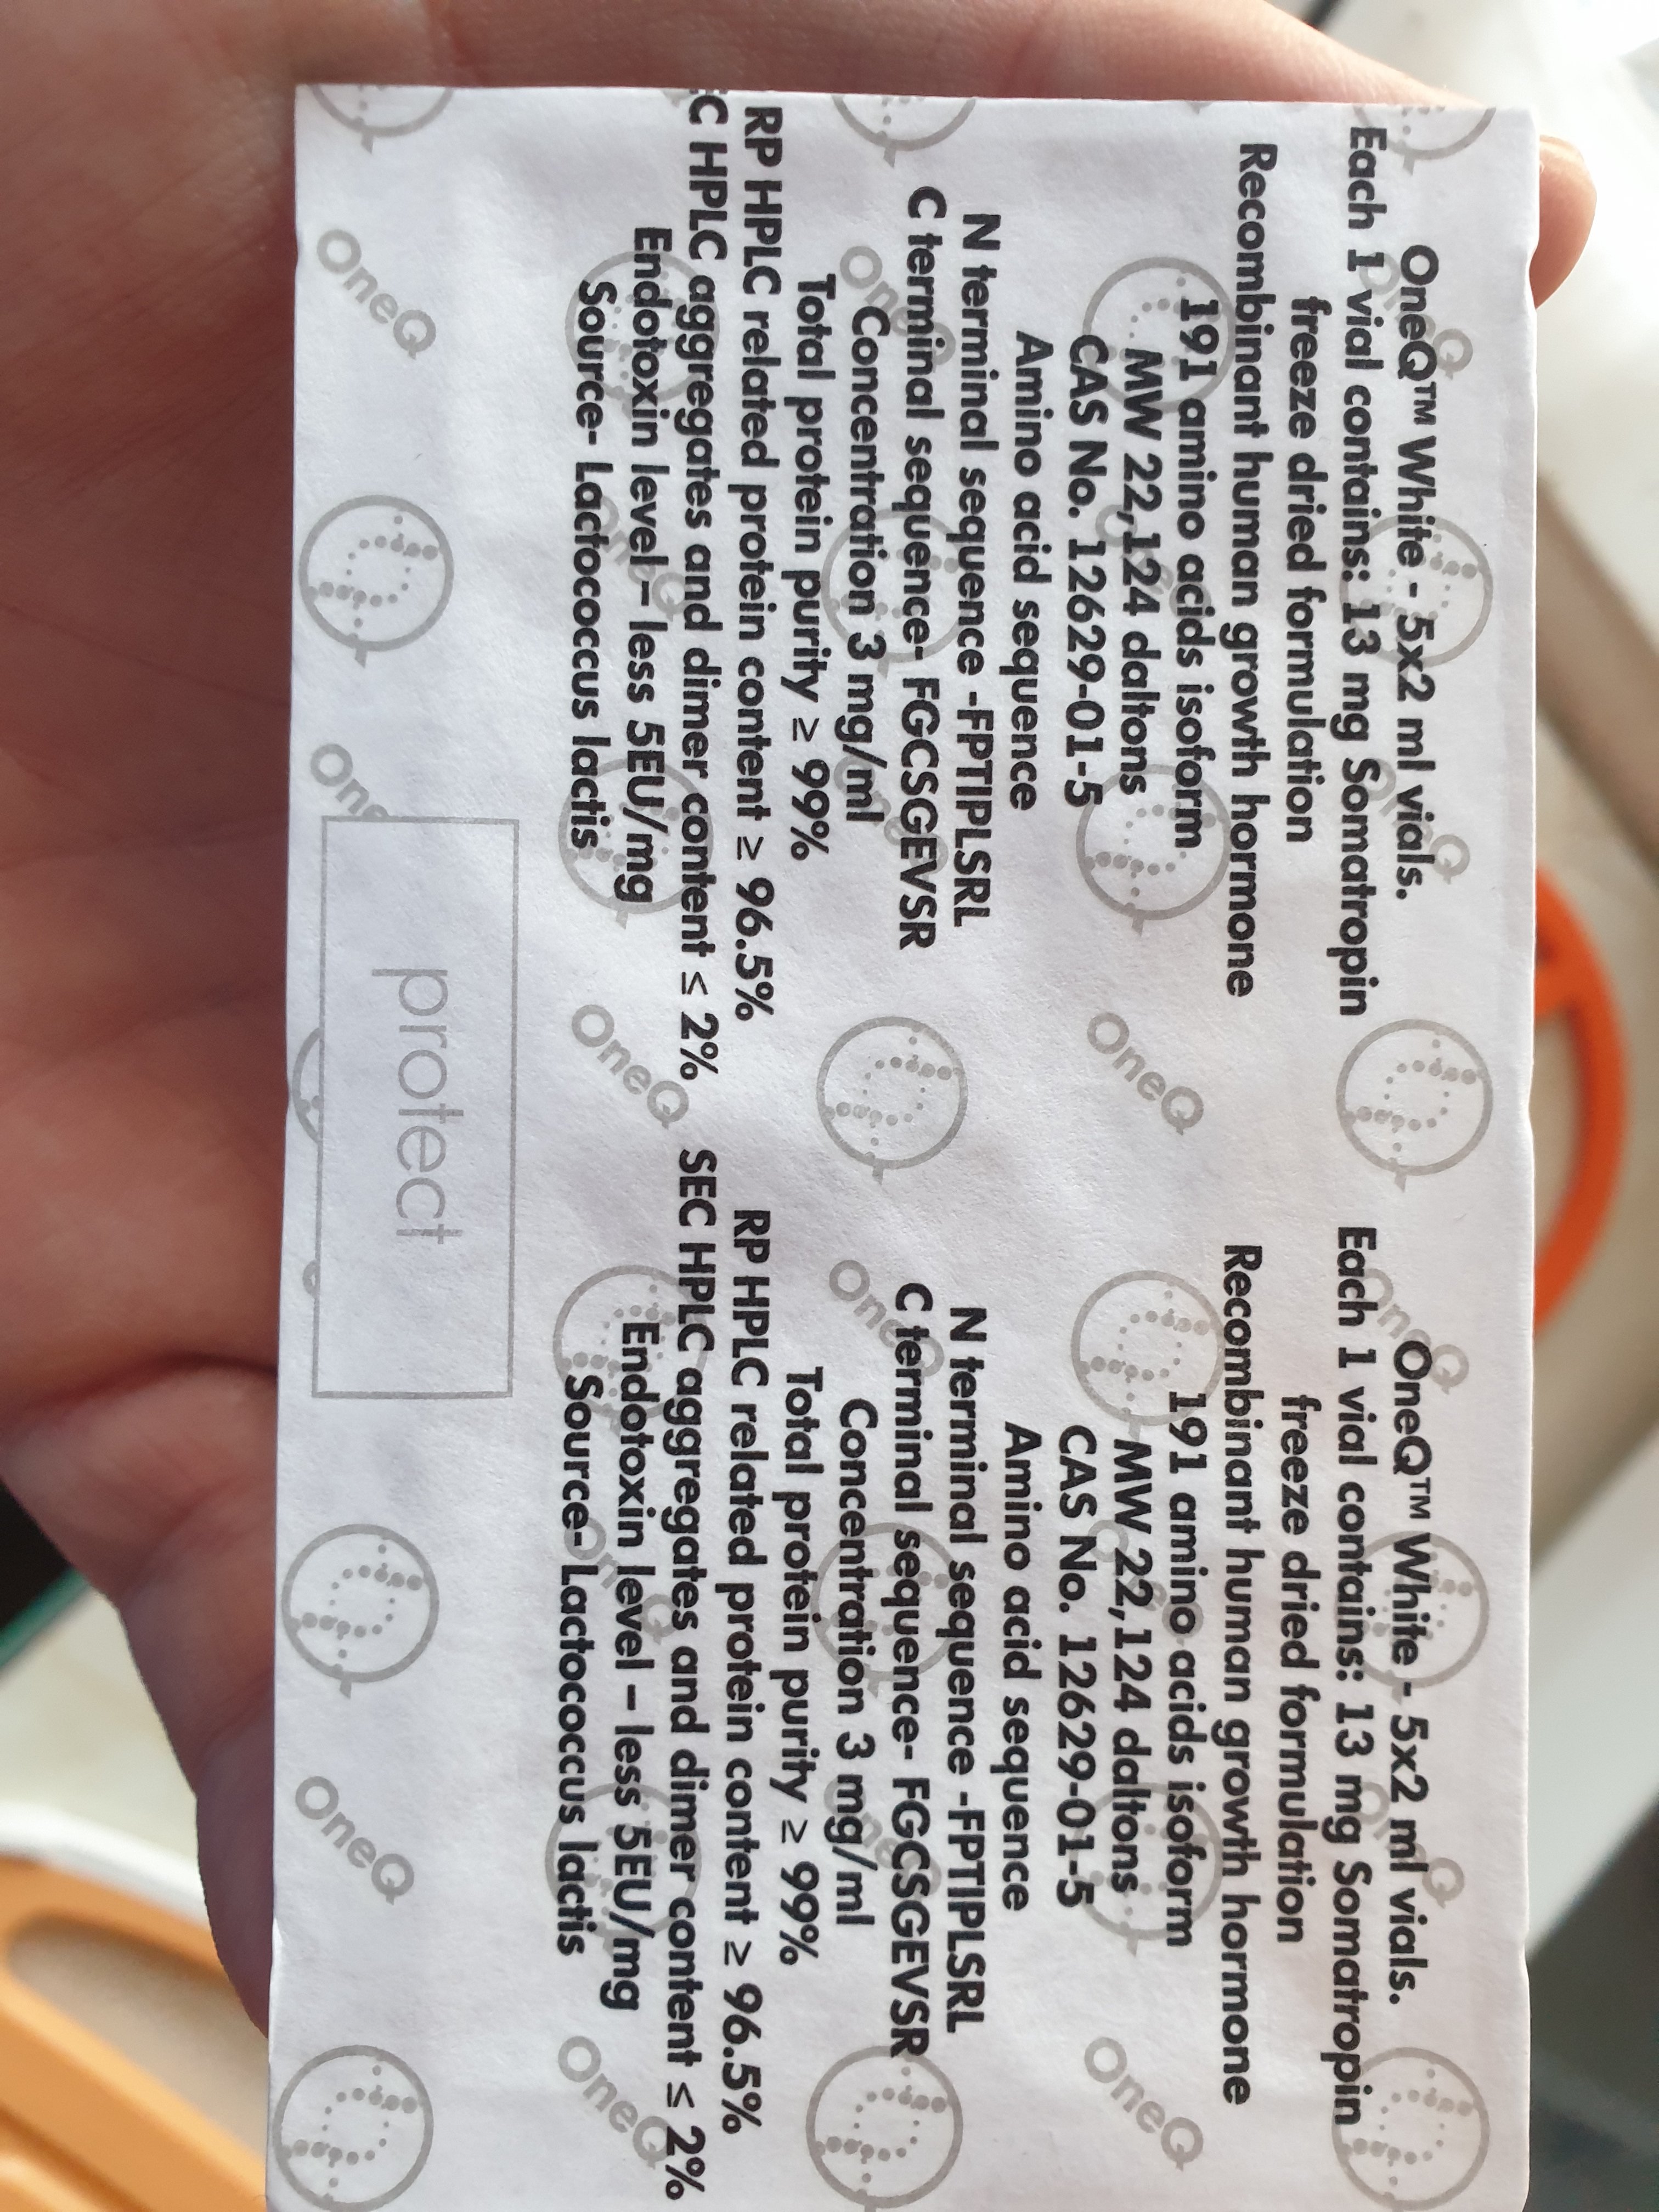 OneQ™ White - 5x2 ml vials.
Each 1 vial contains: 13 mg Somatropin
freeze dried formulation
Recombinant human growth hormone
191 amino acids isoform
MW 22,124 daltons
CAS No. 12629-01-5
Amino acid sequence
N terminal sequence -FPTIPLSRL
C terminal sequence- FGCSGEVSR
Concentration 3 mg/ml
Total protein purity ≥ 99%
RP HPLC related protein content ≥ 96.5%
C HPLC aggregates and dimer content ≤ 2%
Endotoxin level – less 5EU/mg
Source- Lactococcus lactis
OneQ™ White - 5x2 ml vials.
Each 1 vial contains: 13 mg Somatropin
freeze dried formulation
Recombinant human growth hormone
191 amino acids isoform
MW 22,124 daltons
CAS No. 12629-01-5
Amino acid sequence
N terminal sequence -FPTIPLSRL
C terminal sequence- FGCSGEVSR
Concentration 3 mg/ml
Total protein purity ≥ 99%
RP HPLC related protein content ≥ 96.5%
SEC HPLC aggregates and dimer content ≤ 2%
Endotoxin level – less 5EU/mg
Source- Lactococcus lactis
protect
OneQ
OneQ
OneQ
OneQ
OneQ
OneQ
OneQ